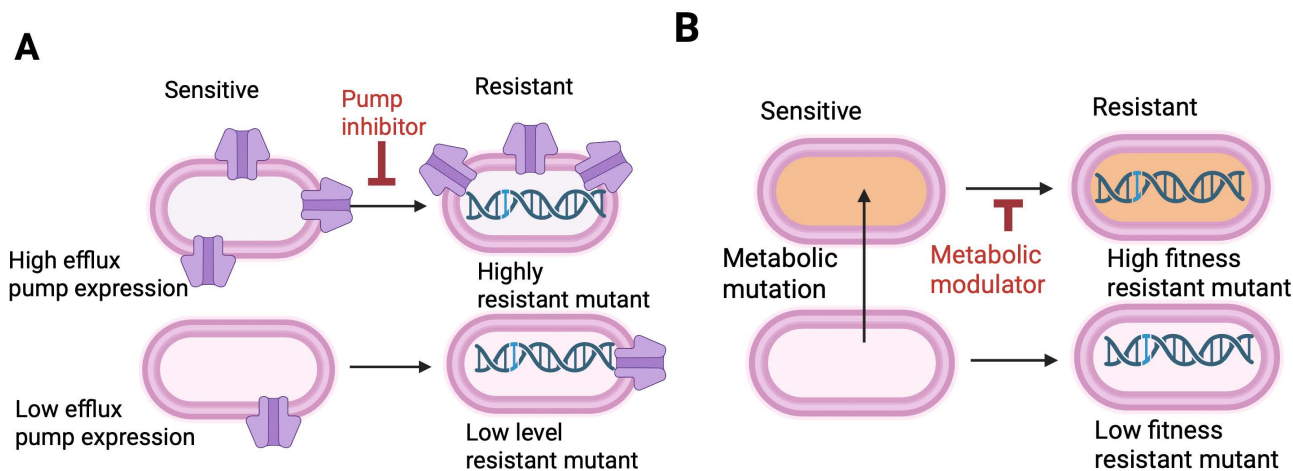 A
Sensitive
Pump
inhibitor
Resistant
High efflux
pump expression
Highly
resistant mutant
Low efflux
pump expression
Low level
resistant mutant
B
Sensitive
Resistant
Metabolic
mutation
Metabolic
modulator
High fitness
resistant mutant
Low fitness
resistant mutant